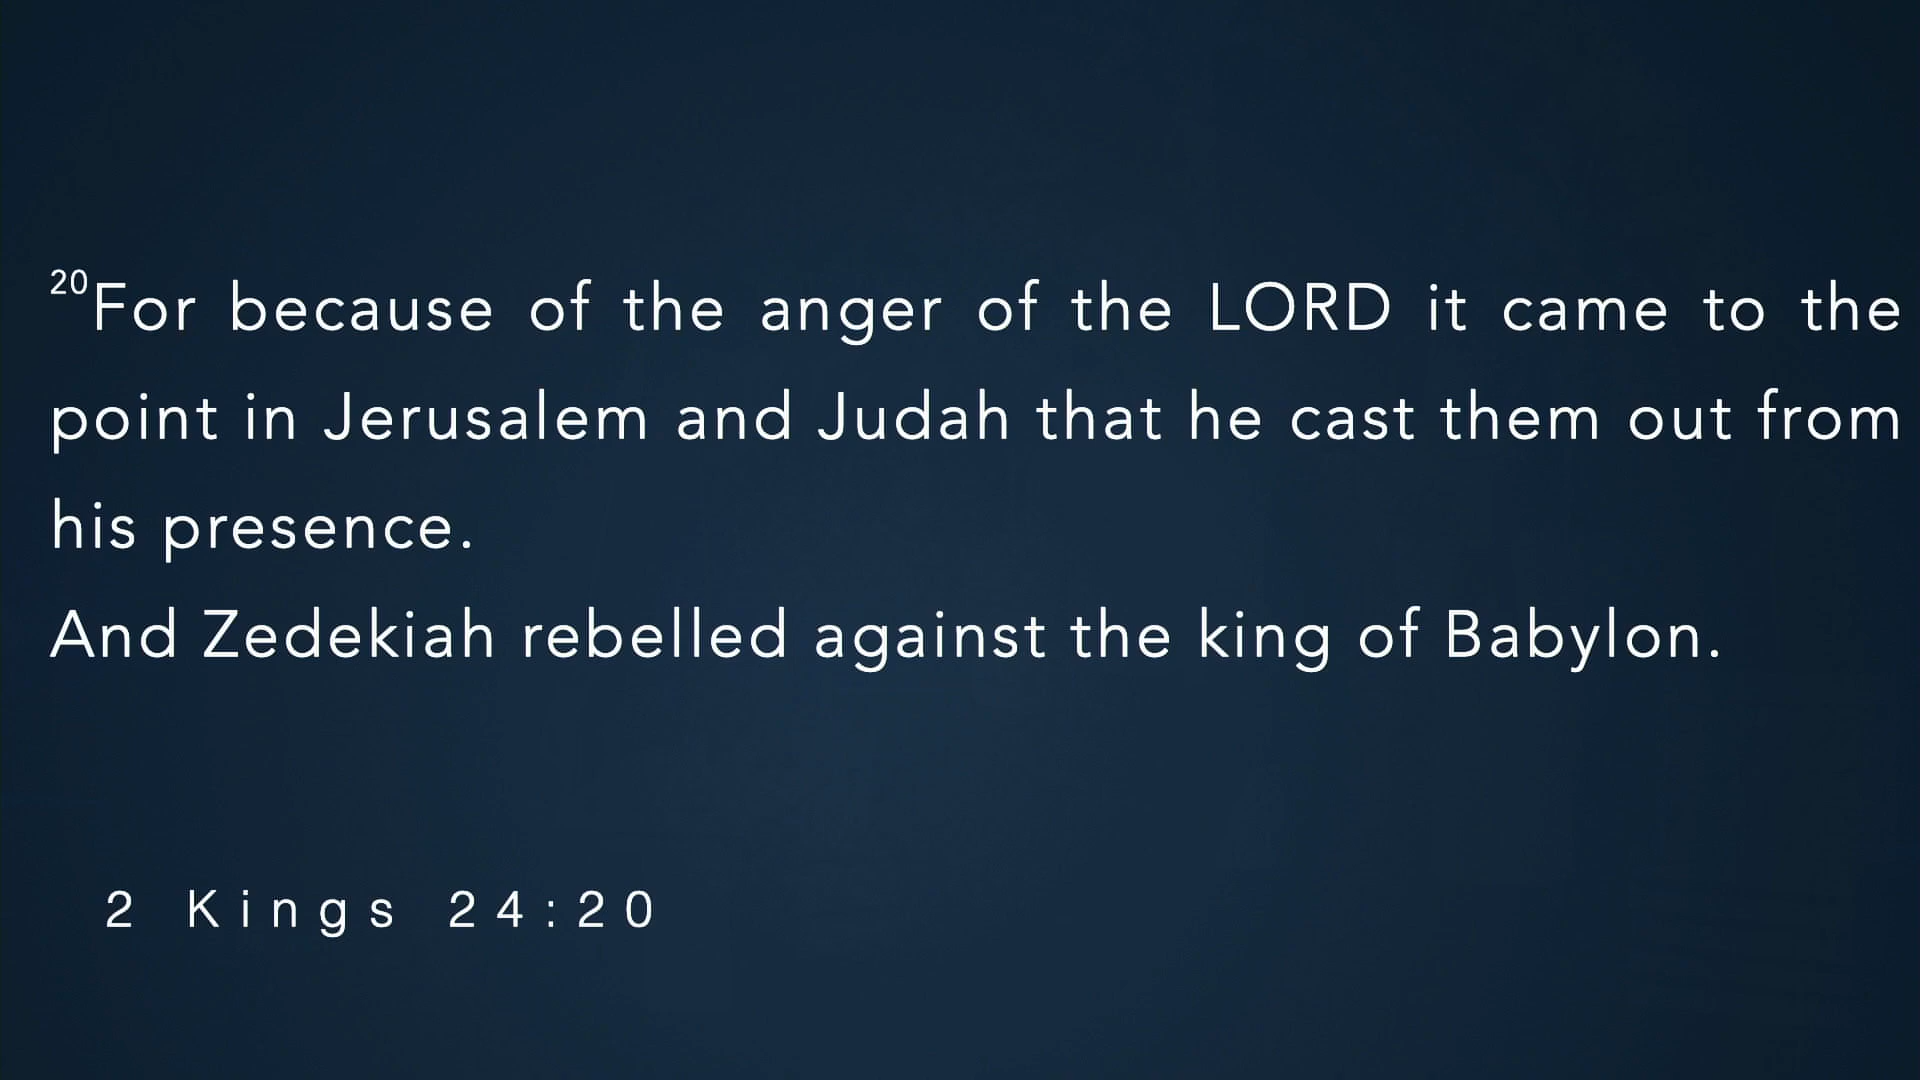 20For because of the anger of the LORD it came to the
point in Jerusalem and Judah that he cast them out from
his presence.
And Zedekiah rebelled against the king of Babylon.
2 Kings 24:20